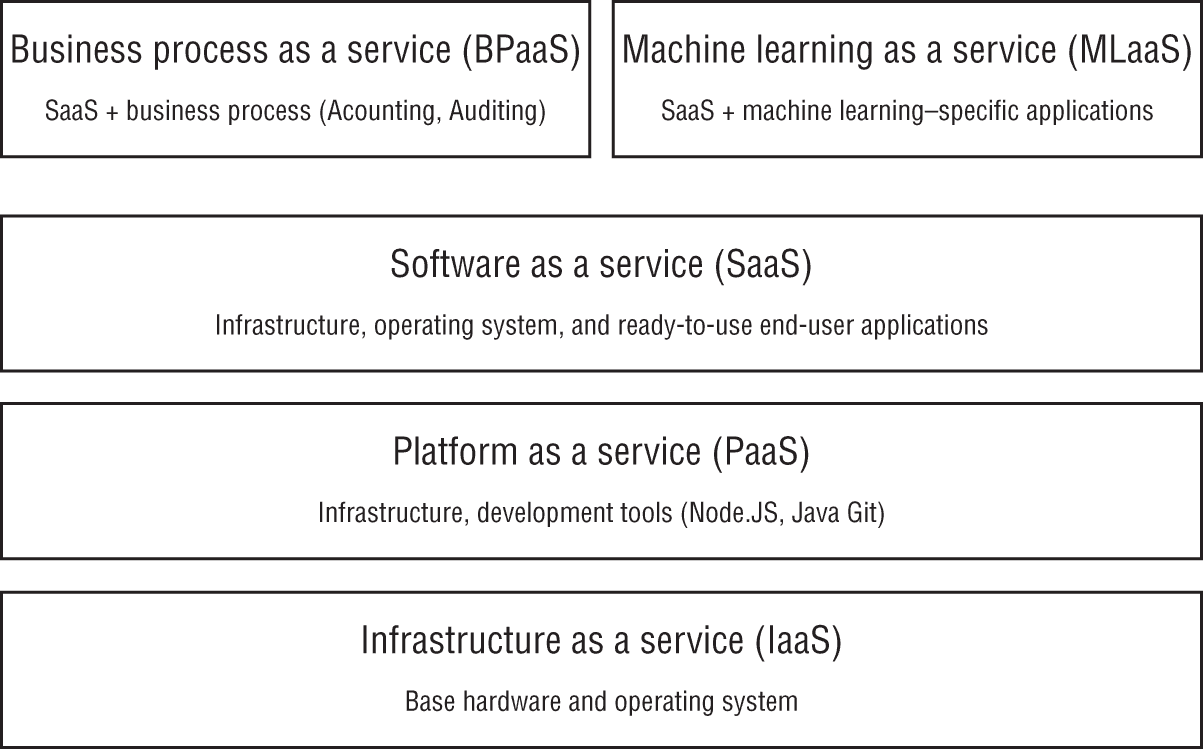 Business process as a service (BPaaS)
SaaS + business process (Acounting, Auditing)
Machine learning as a service (MLaaS)
SaaS + machine learning–specific applications
Software as a service (SaaS)
Infrastructure, operating system, and ready-to-use end-user applications
Platform as a service (PaaS)
Infrastructure, development tools (Node.JS, Java Git)
Infrastructure as a service (IaaS)
Base hardware and operating system